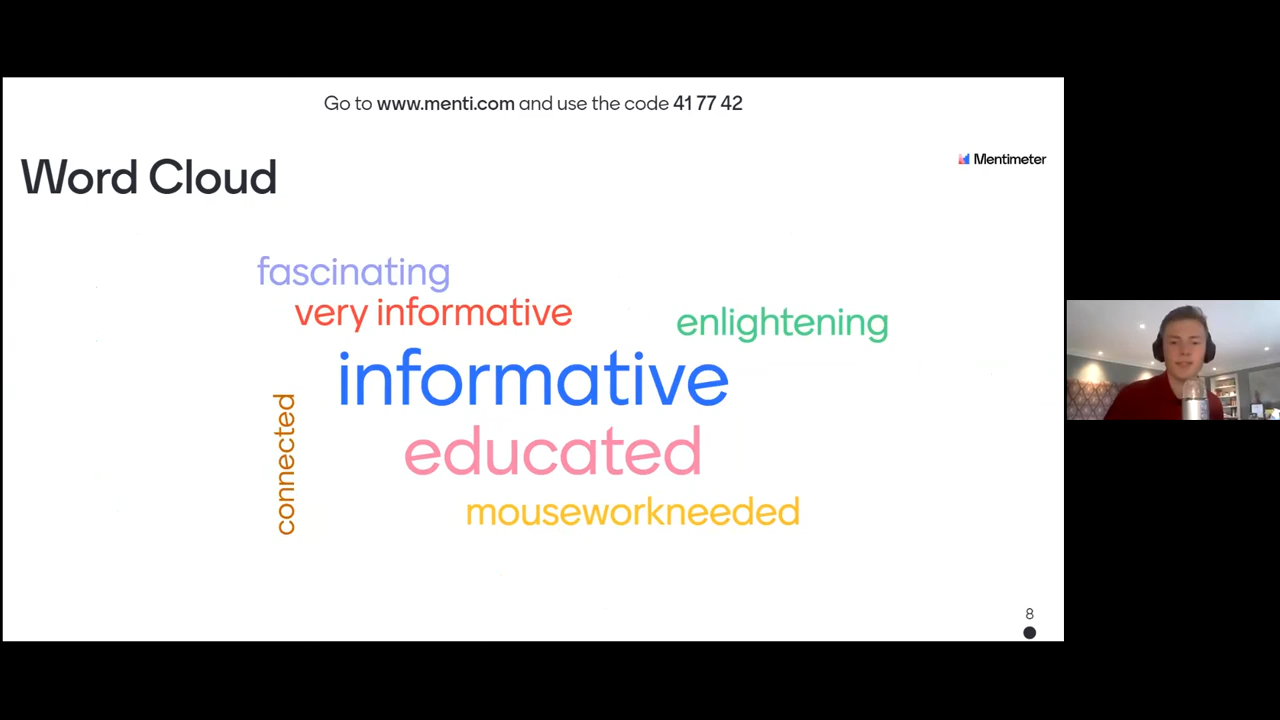 Go to www.menti.com and use the code 41 77 42
Mentimeter
Word Cloud
fascinating
very informative
enlightening
informative
connected
educated
mouseworkneeded
8